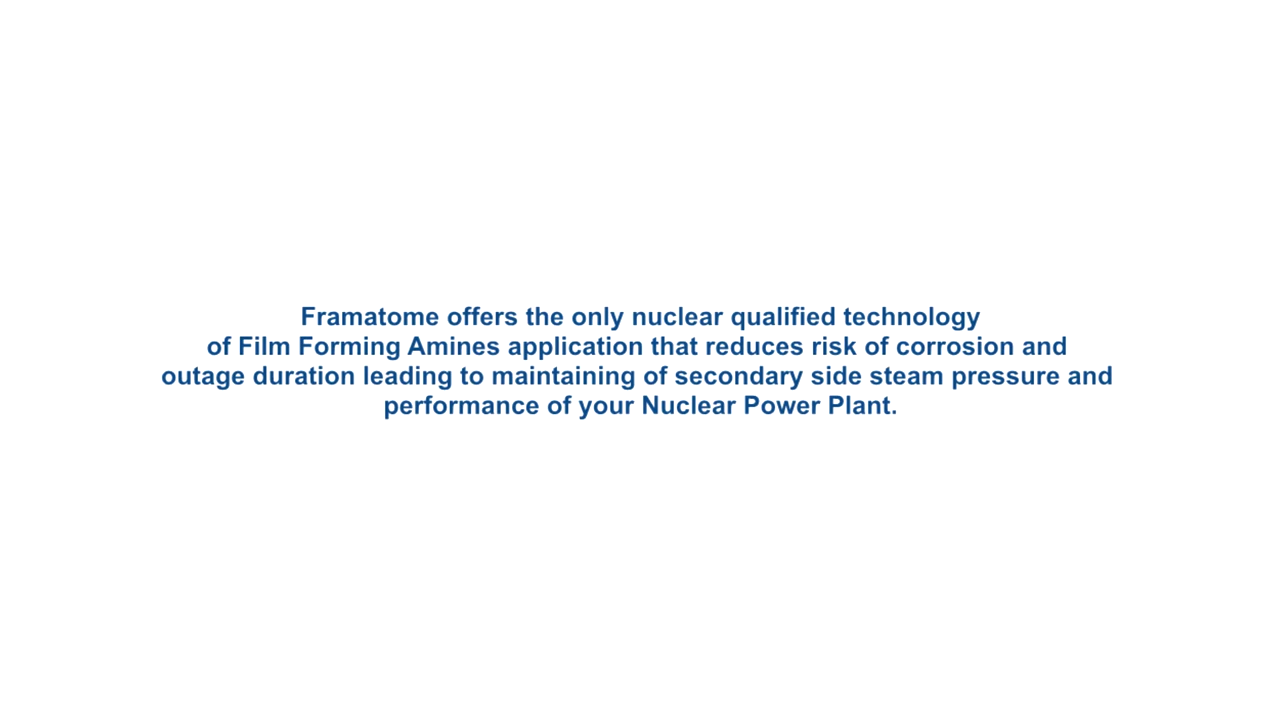 Framatome offers the only nuclear qualified technology
of Film Forming Amines application that reduces risk of corrosion and
outage duration leading to maintaining of secondary side steam pressure and
performance of your Nuclear Power Plant.